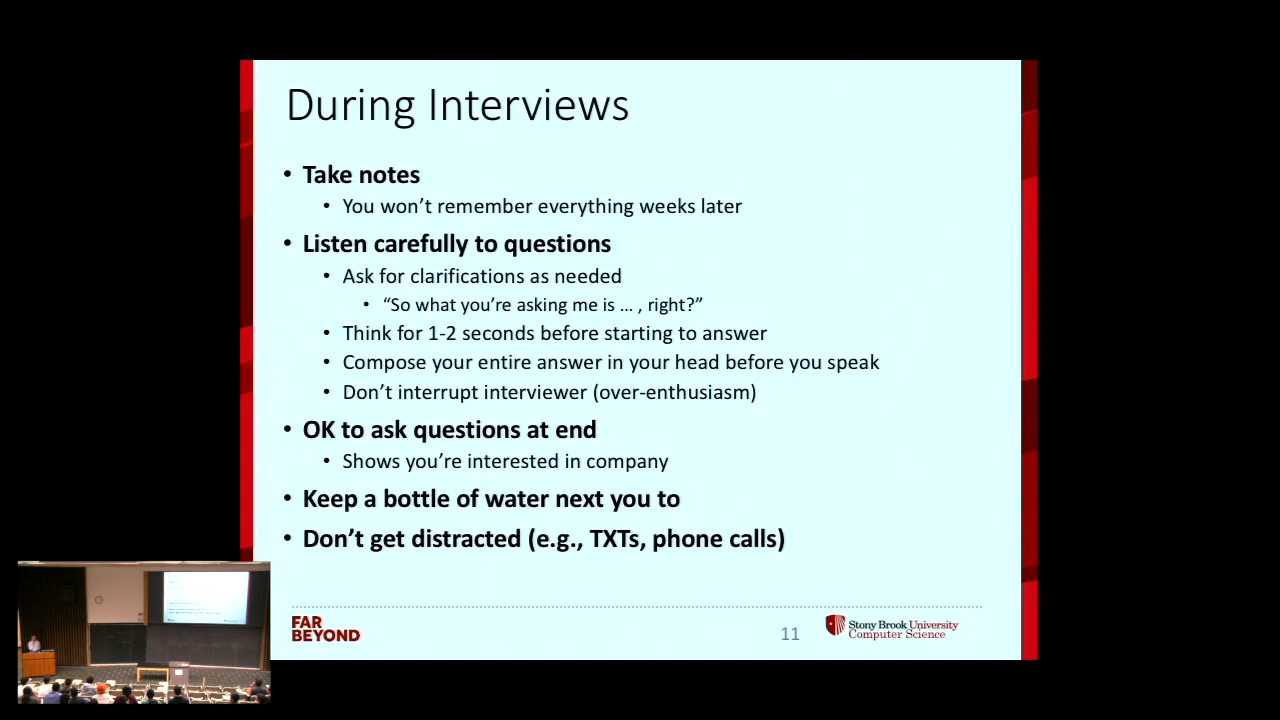 During Interviews
• Take notes
• You won’t remember everything weeks later
• Listen carefully to questions
• Ask for clarifications as needed
• “So what you’re asking me is … , right?”
• Think for 1-2 seconds before starting to answer
• Compose your entire answer in your head before you speak
• Don’t interrupt interviewer (over-enthusiasm)
• OK to ask questions at end
• Shows you’re interested in company
• Keep a bottle of water next you to
• Don’t get distracted (e.g., TXTs, phone calls)
FAR
BEYOND
11
Stony Brook University
Computer Science